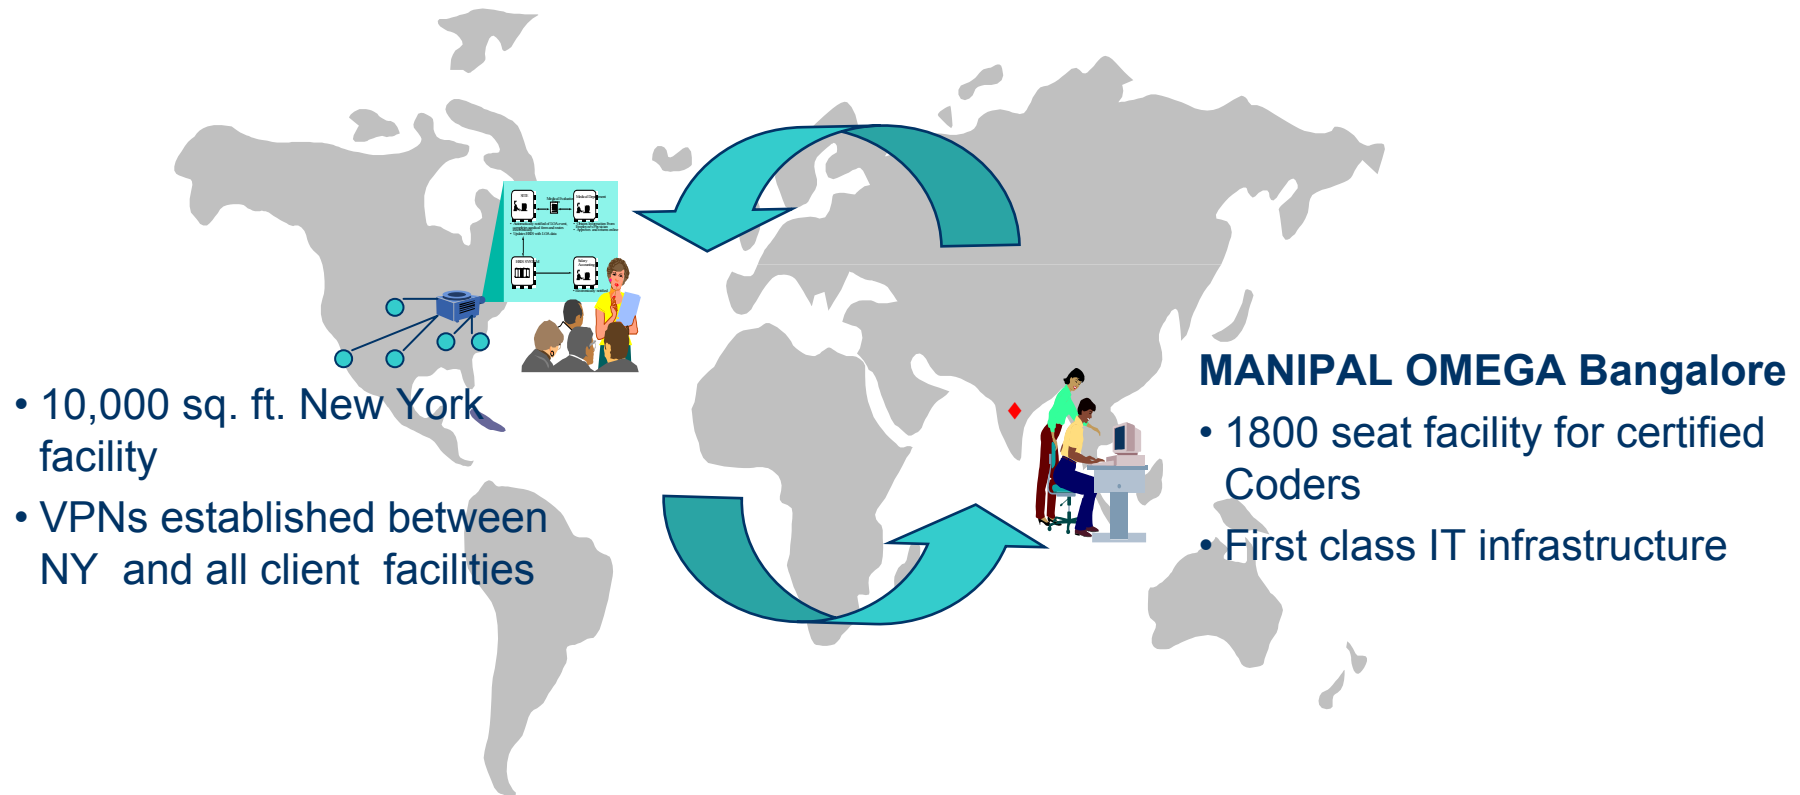 • 10,000 sq. ft. New York
facility
• VPNs established between
NY and all client facilities
MANIPAL OMEGA Bangalore
• 1800 seat facility for certified
Coders
• First class IT infrastructure